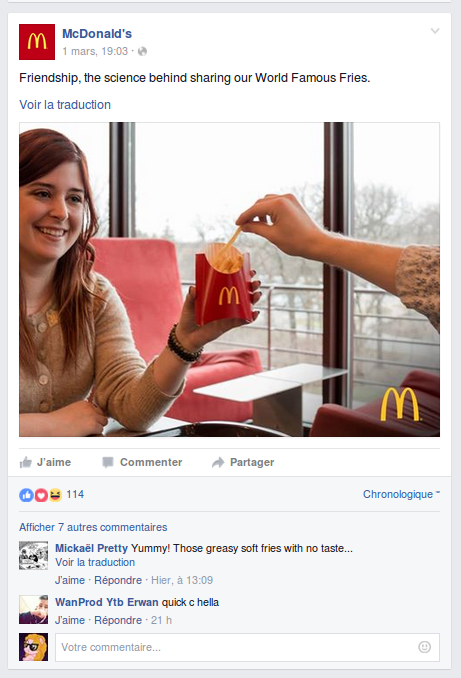 McDonald's
1 mars, 19:03 ·
Friendship, the science behind sharing our World Famous Fries.
Voir la traduction
J'aime Commenter Partager
114 Chronologique
Afficher 7 autres commentaires
Mickaël Pretty Yummy! Those greasy soft fries with no taste...
Voir la traduction
J'aime · Répondre · Hier, à 13:09
WanProd Ytb Erwan quick c hella
J'aime · Répondre · 21 h
Votre commentaire...